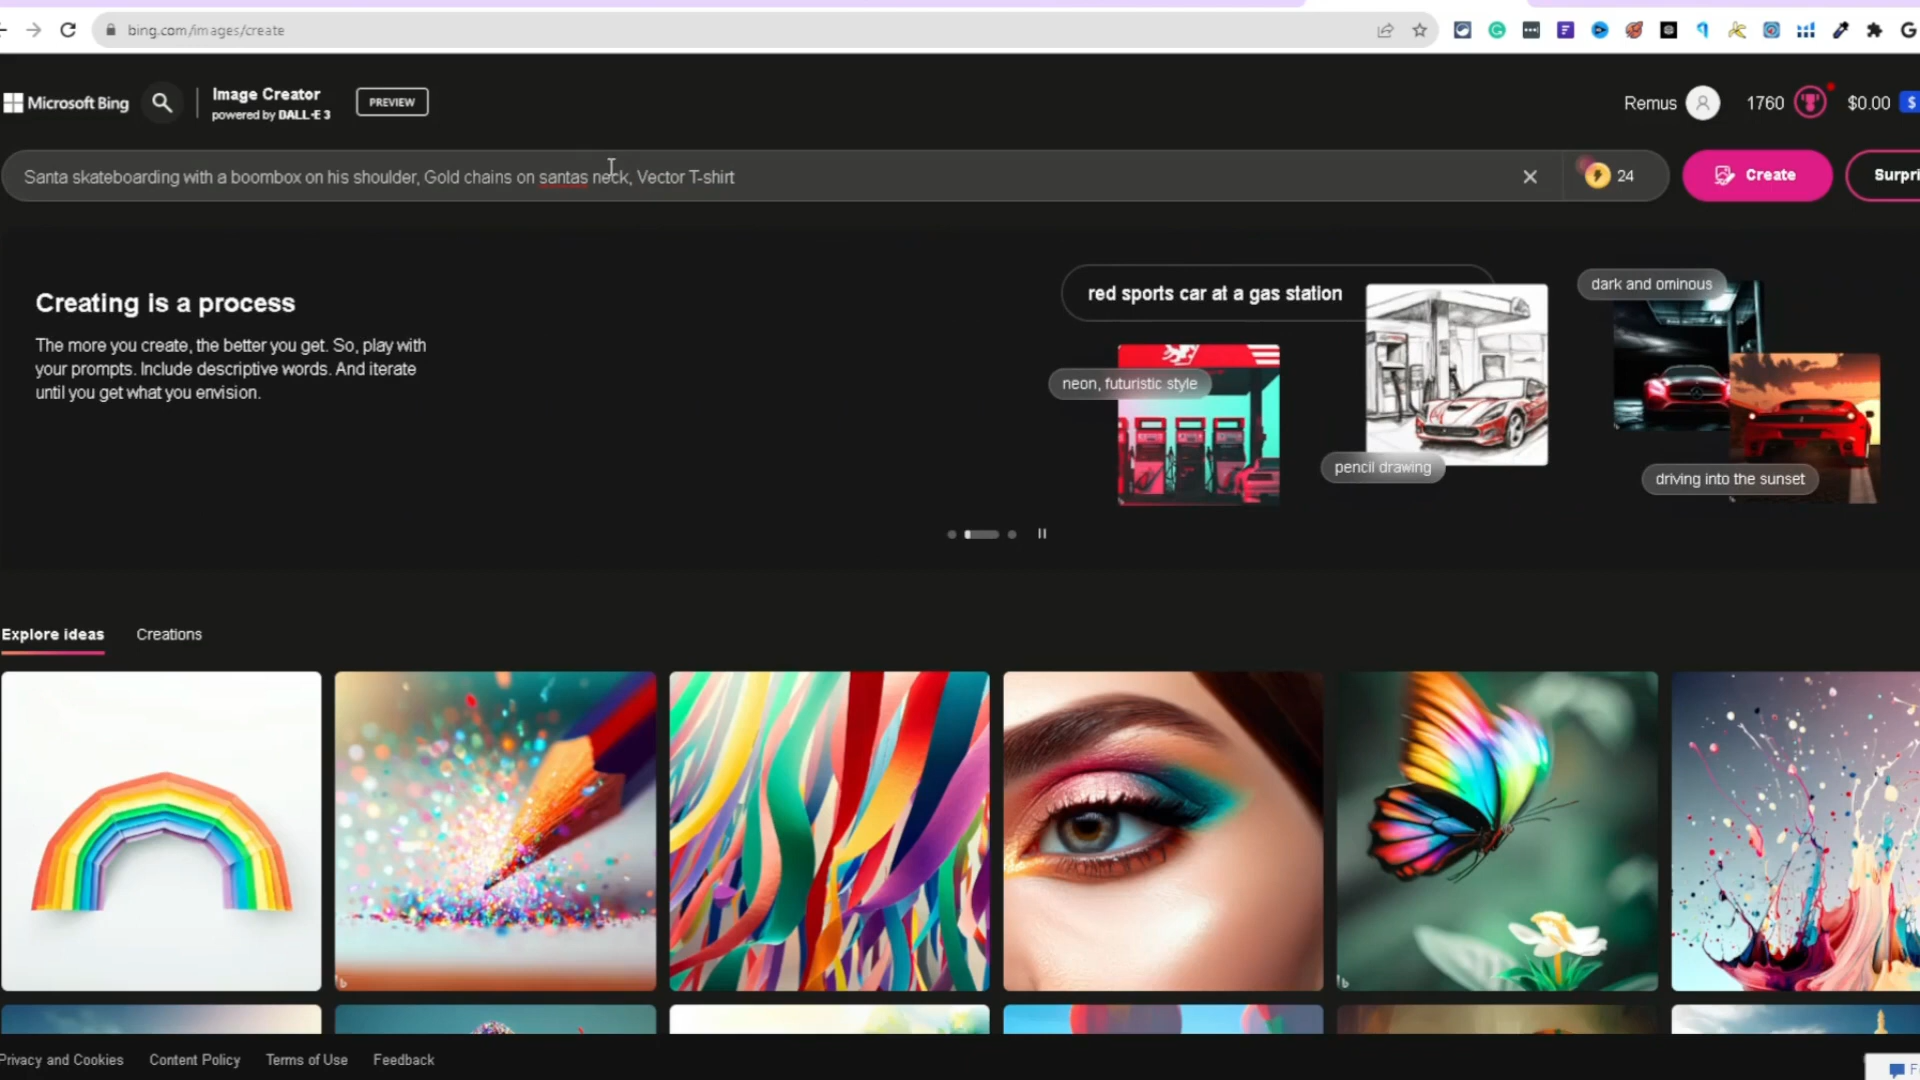 bing.com/images/create
Microsoft Bing
Image Creator
powered by DALL·E 3
PREVIEW
Remus
1760
$0.00
Santa skateboarding with a boombox on his shoulder, Gold chains on santas neck, Vector T-shirt
24
Create
Surpri
Creating is a process
The more you create, the better you get. So, play with
your prompts. Include descriptive words. And iterate
until you get what you envision.
red sports car at a gas station
dark and ominous
neon, futuristic style
pencil drawing
driving into the sunset
Explore ideas
Creations
Privacy and Cookies
Content Policy
Terms of Use
Feedback
F